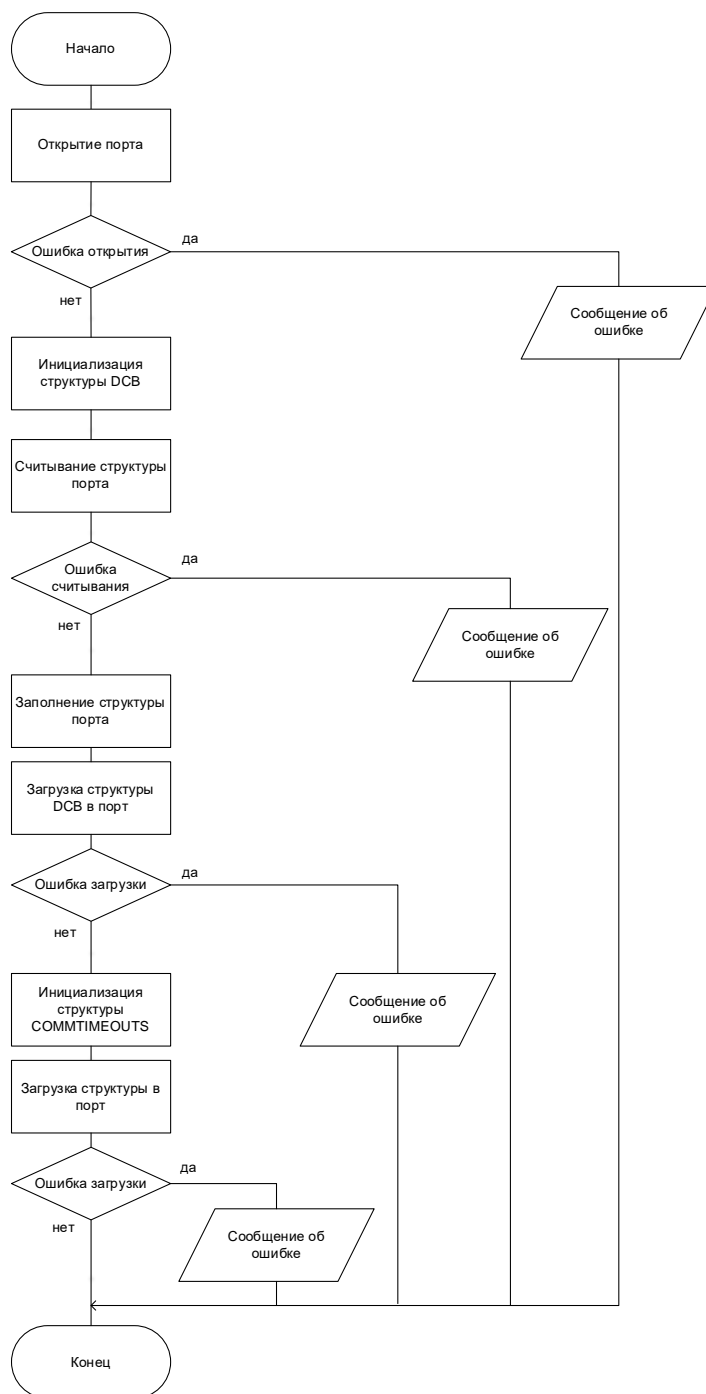 Начало
Открытие порта
Ошибка открытия
да
нет
Сообщение об
ошибке
Инициализация
структуры DCB
Считывание структуры
порта
Ошибка
считывания
да
нет
Сообщение об
ошибке
Заполнение структуры
порта
Загрузка структуры
DCB в порт
Ошибка загрузки
да
нет
Сообщение об
ошибке
Инициализация
структуры
COMMTIMEOUTS
Загрузка структуры в
порт
Ошибка загрузки
да
нет
Сообщение об
ошибке
Конец